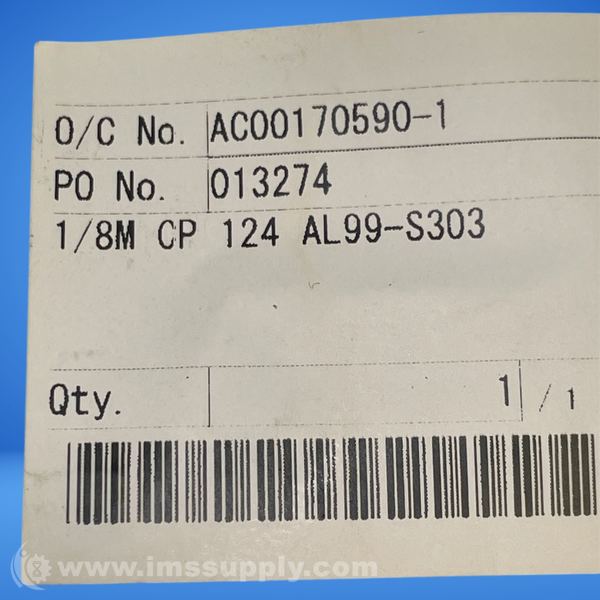 O/C No. AC00170590-1
PO No. 013274
1/8M CP 124 AL99-S303
Qty. 1 / 1
www.imssupply.com